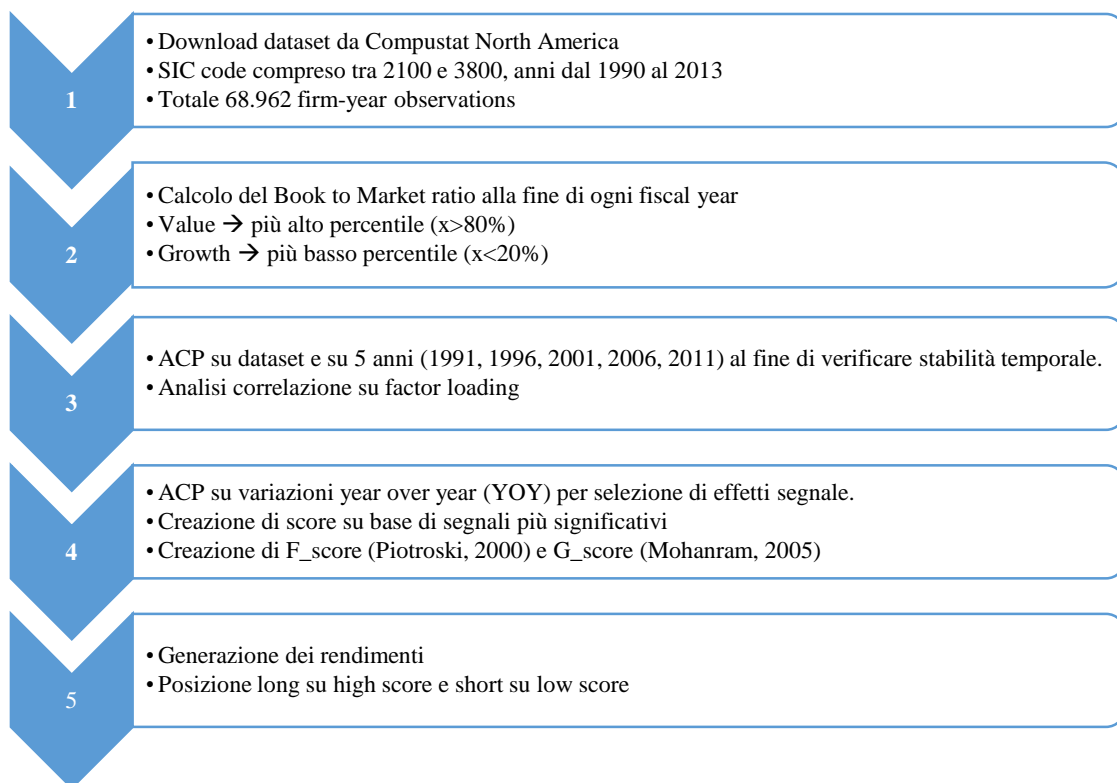 1
• Download dataset da Compustat North America
• SIC code compreso tra 2100 e 3800, anni dal 1990 al 2013
• Totale 68.962 firm-year observations
2
• Calcolo del Book to Market ratio alla fine di ogni fiscal year
• Value → più alto percentile (x>80%)
• Growth → più basso percentile (x<20%)
3
• ACP su dataset e su 5 anni (1991, 1996, 2001, 2006, 2011) al fine di verificare stabilità temporale.
• Analisi correlazione su factor loading
4
• ACP su variazioni year over year (YOY) per selezione di effetti segnale.
• Creazione di score su base di segnali più significativi
• Creazione di F_score (Piotroski, 2000) e G_score (Mohanram, 2005)
5
• Generazione dei rendimenti
• Posizione long su high score e short su low score